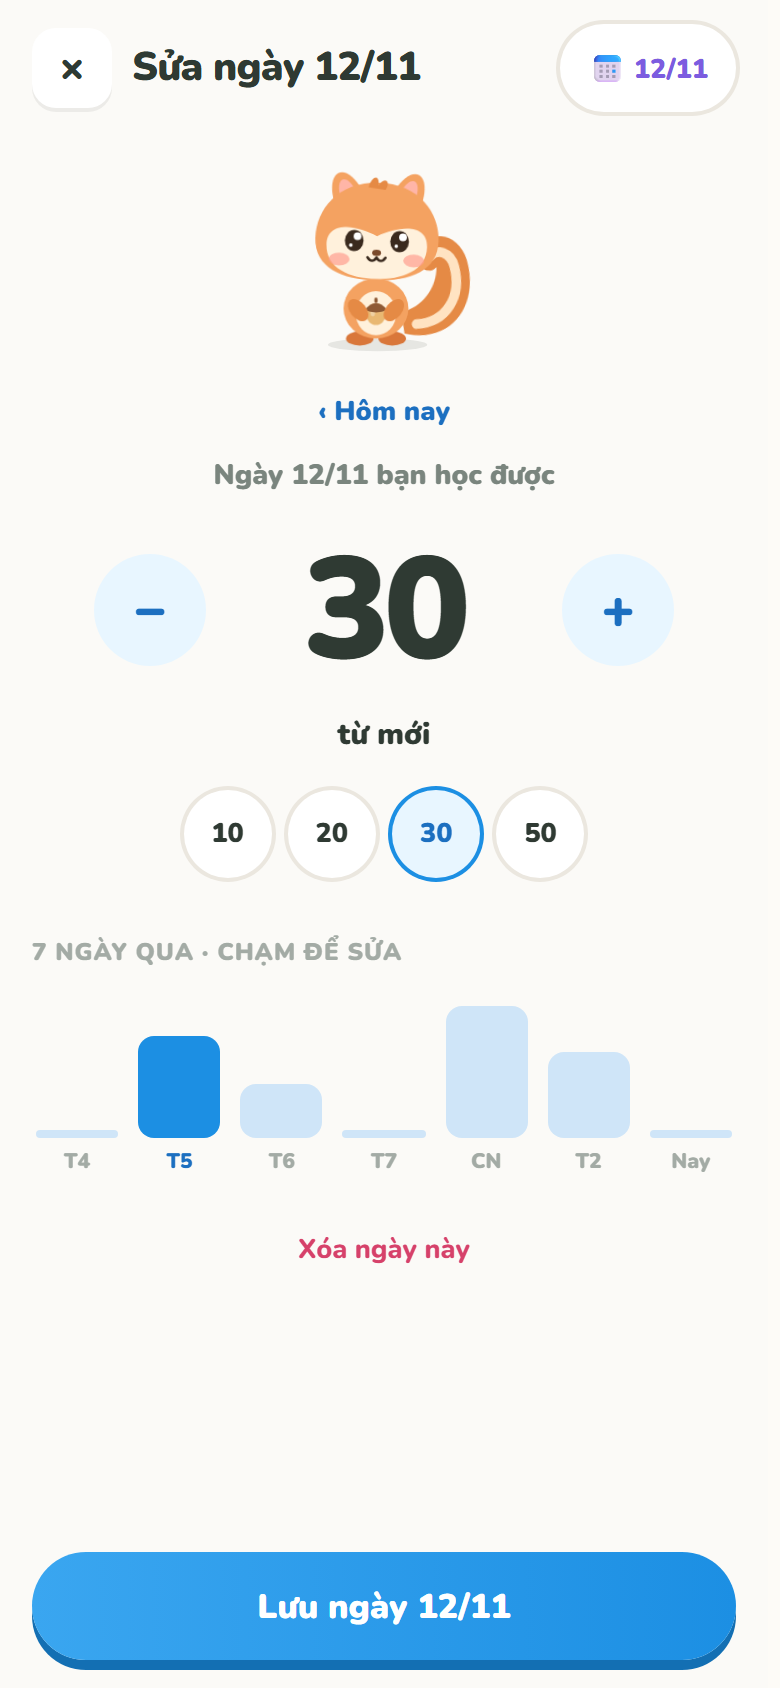 × Sửa ngày 12/11 12/11
‹ Hôm nay
Ngày 12/11 bạn học được
− 30 +
từ mới
10 20 30 50
7 NGÀY QUA · CHẠM ĐỂ SỬA
T4 T5 T6 T7 CN T2 Nay
Xóa ngày này
Lưu ngày 12/11